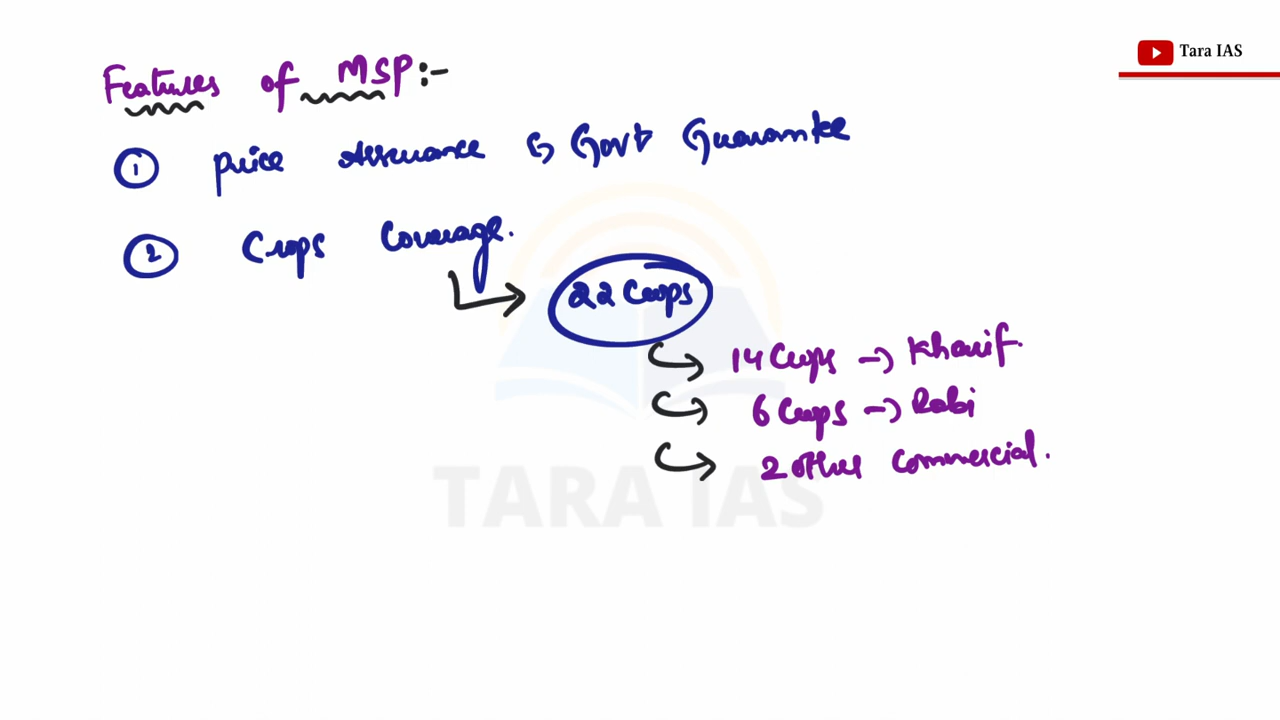 Tara IAS
Features of MSP:-
① Price Assurance ↳ Govt Guarantee
② Crops Coverage.
22 Crops
14 Crops → Kharif.
6 Crops → Rabi
2 other Commercial.
TARA IAS